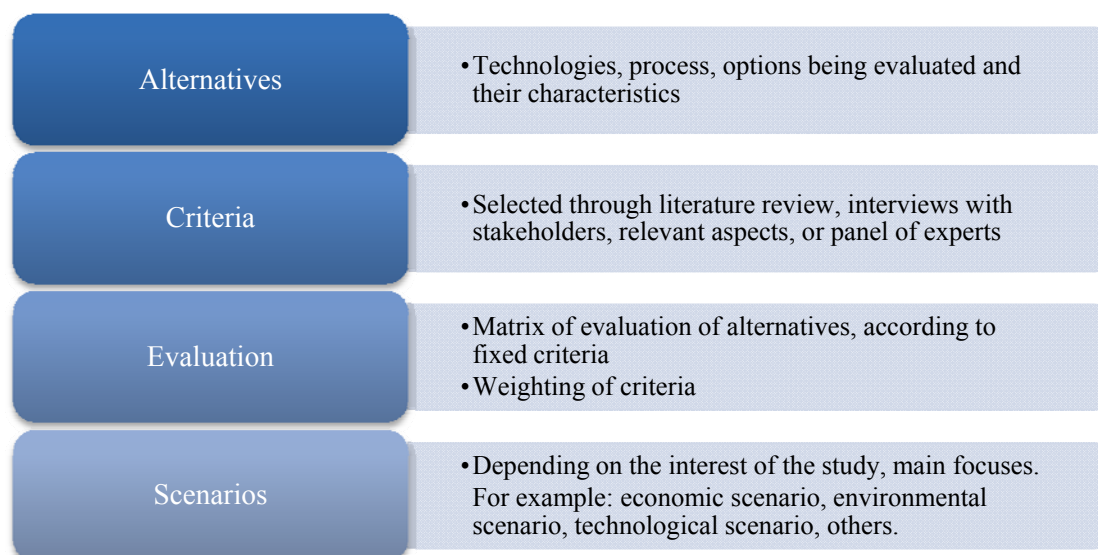 Alternatives
•Technologies, process, options being evaluated and
their characteristics
Criteria
•Selected through literature review, interviews with
stakeholders, relevant aspects, or panel of experts
Evaluation
•Matrix of evaluation of alternatives, according to
fixed criteria
•Weighting of criteria
Scenarios
•Depending on the interest of the study, main focuses.
For example: economic scenario, environmental
scenario, technological scenario, others.